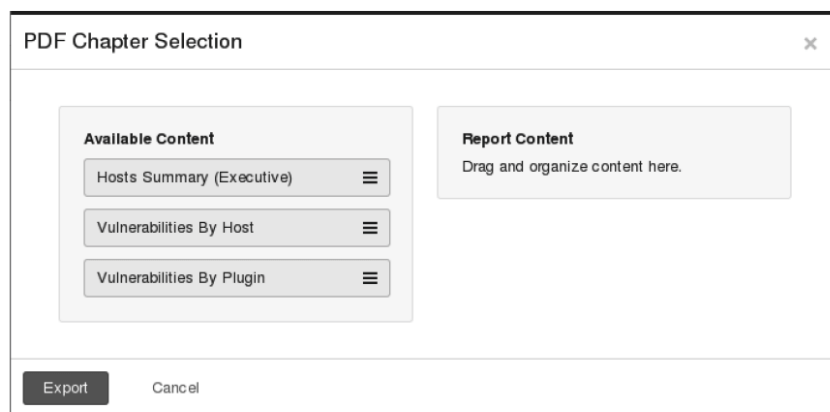 PDF Chapter Selection
×
Available Content
Hosts Summary (Executive)
Vulnerabilities By Host
Vulnerabilities By Plugin
Report Content
Drag and organize content here.
Export
Cancel